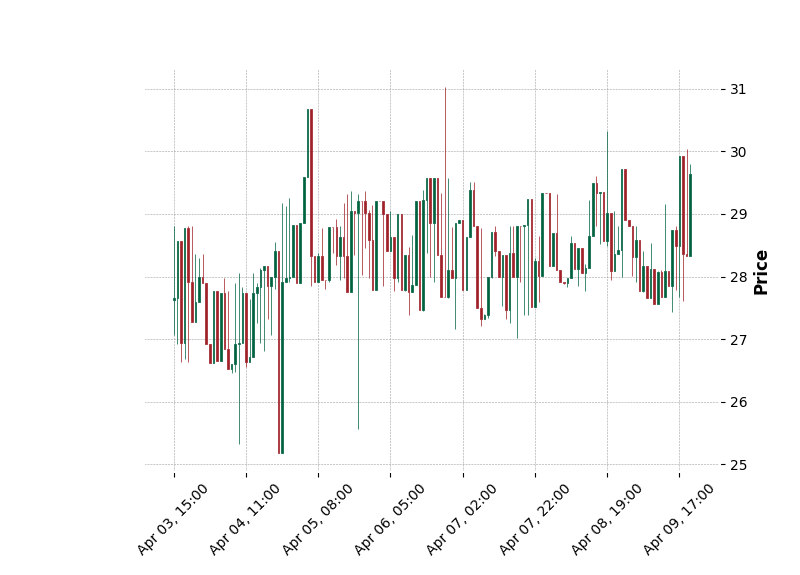 31
30
29
28
27
26
25
Price
Apr 03, 15:00
Apr 04, 11:00
Apr 05, 08:00
Apr 06, 05:00
Apr 07, 02:00
Apr 07, 22:00
Apr 08, 19:00
Apr 09, 17:00